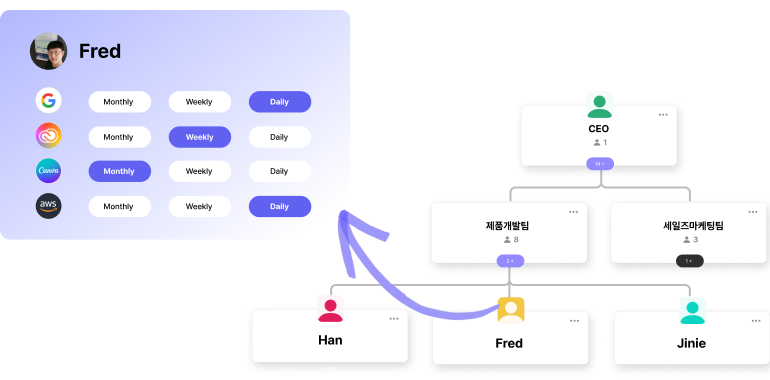 Fred
Monthly Weekly Daily
Monthly Weekly Daily
Canva Monthly Weekly Daily
aws Monthly Weekly Daily
CEO
1
14 +
제품개발팀
8
세일즈마케팅팀
3
1 +
Han
Fred
Jinie